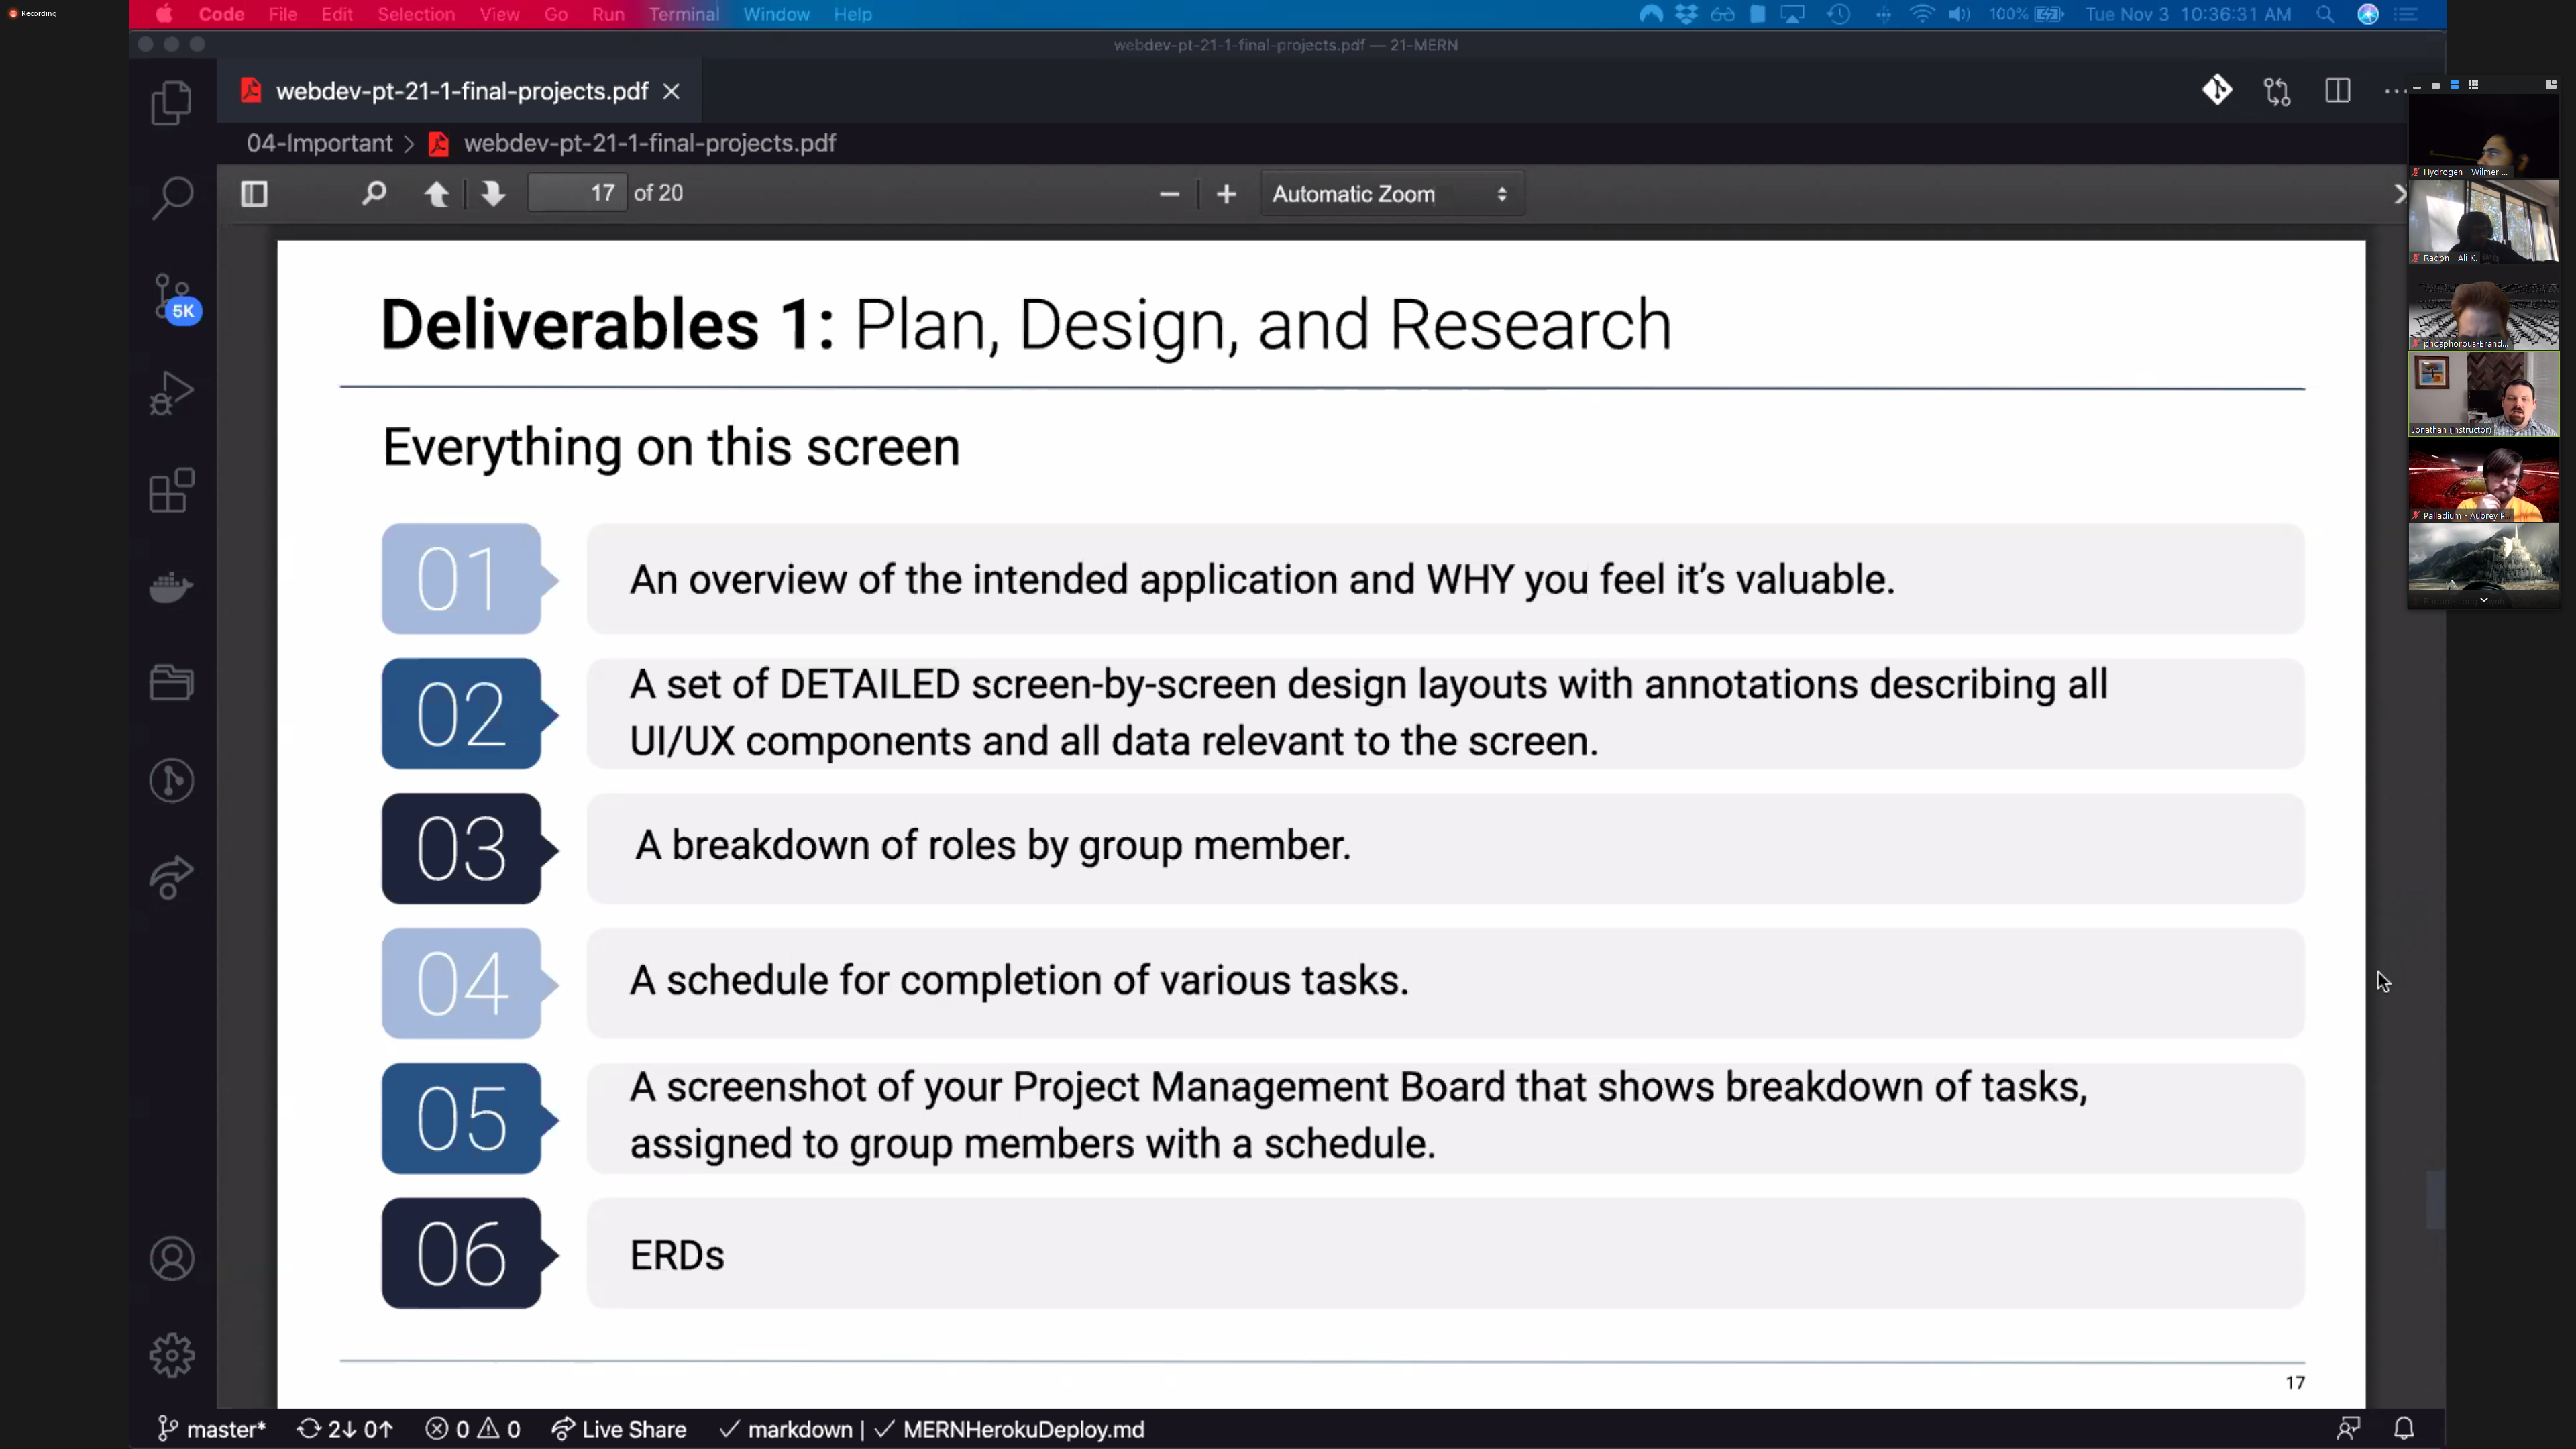 Recording
Code File Edit Selection View Go Run Terminal Window Help
100% Tue Nov 3 10:36:31 AM
webdev-pt-21-1-final-projects.pdf — 21-MERN
webdev-pt-21-1-final-projects.pdf
04-Important > webdev-pt-21-1-final-projects.pdf
17 of 20
Automatic Zoom
5K
Deliverables 1: Plan, Design, and Research
Everything on this screen
01
An overview of the intended application and WHY you feel it's valuable.
02
A set of DETAILED screen-by-screen design layouts with annotations describing all
UI/UX components and all data relevant to the screen.
03
A breakdown of roles by group member.
04
A schedule for completion of various tasks.
05
A screenshot of your Project Management Board that shows breakdown of tasks,
assigned to group members with a schedule.
06
ERDs
17
Hydrogen - Wilmer ...
Radon - Ali K.
phosphorous-Brand...
Jonathan (Instructor)
Palladium - Aubrey P...
master* 2↓ 0↑ 0 0 Live Share markdown | MERNHerokuDeploy.md